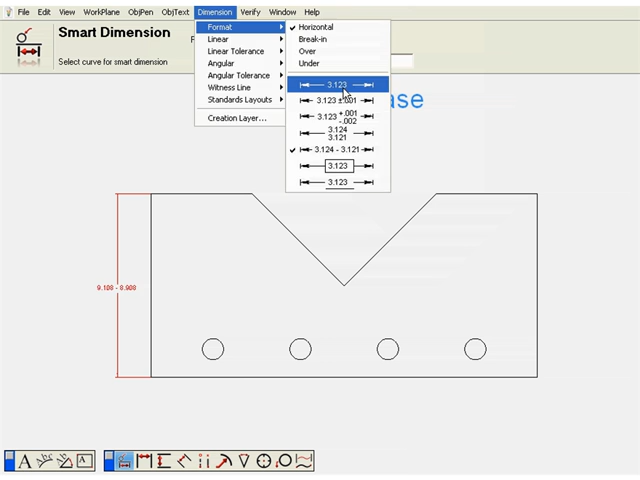 File Edit View WorkPlane ObjPen ObjText Dimension Verify Window Help
Smart Dimension
Select curve for smart dimension
Format
Linear
Linear Tolerance
Angular
Angular Tolerance
Witness Line
Standards Layouts
Creation Layer...
Horizontal
Break-in
Over
Under
3.123
3.123 ±.001
3.123 +.001 -.002
3.124
3.121
3.124 - 3.121
3.123
3.123
ase
9.108 - 8.908
A
A